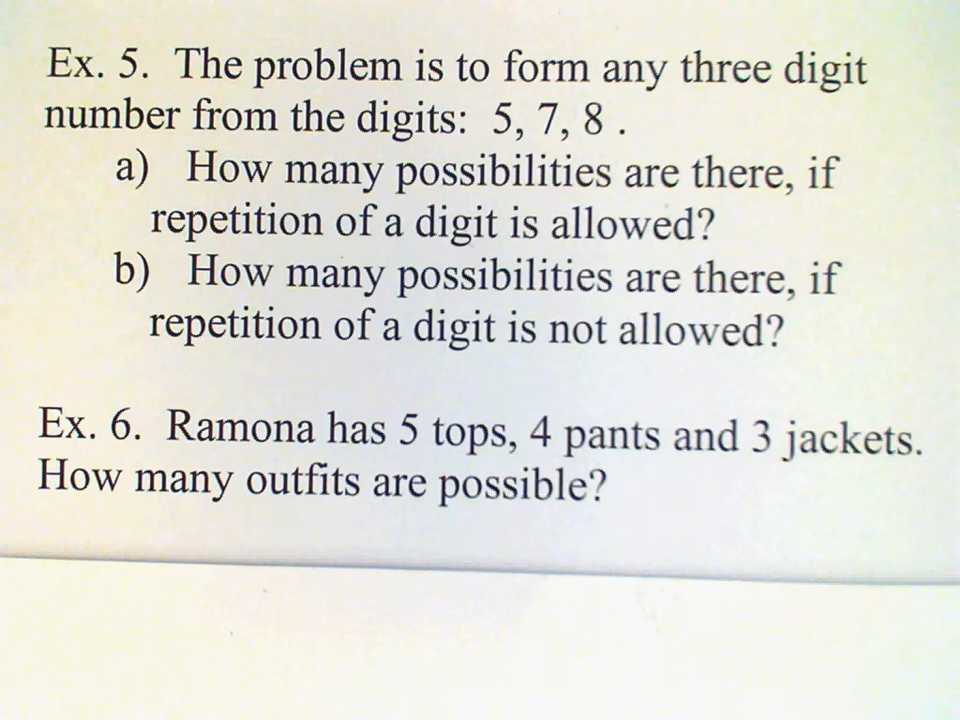 Ex. 5. The problem is to form any three digit
number from the digits: 5, 7, 8 .
a) How many possibilities are there, if
repetition of a digit is allowed?
b) How many possibilities are there, if
repetition of a digit is not allowed?
Ex. 6. Ramona has 5 tops, 4 pants and 3 jackets.
How many outfits are possible?